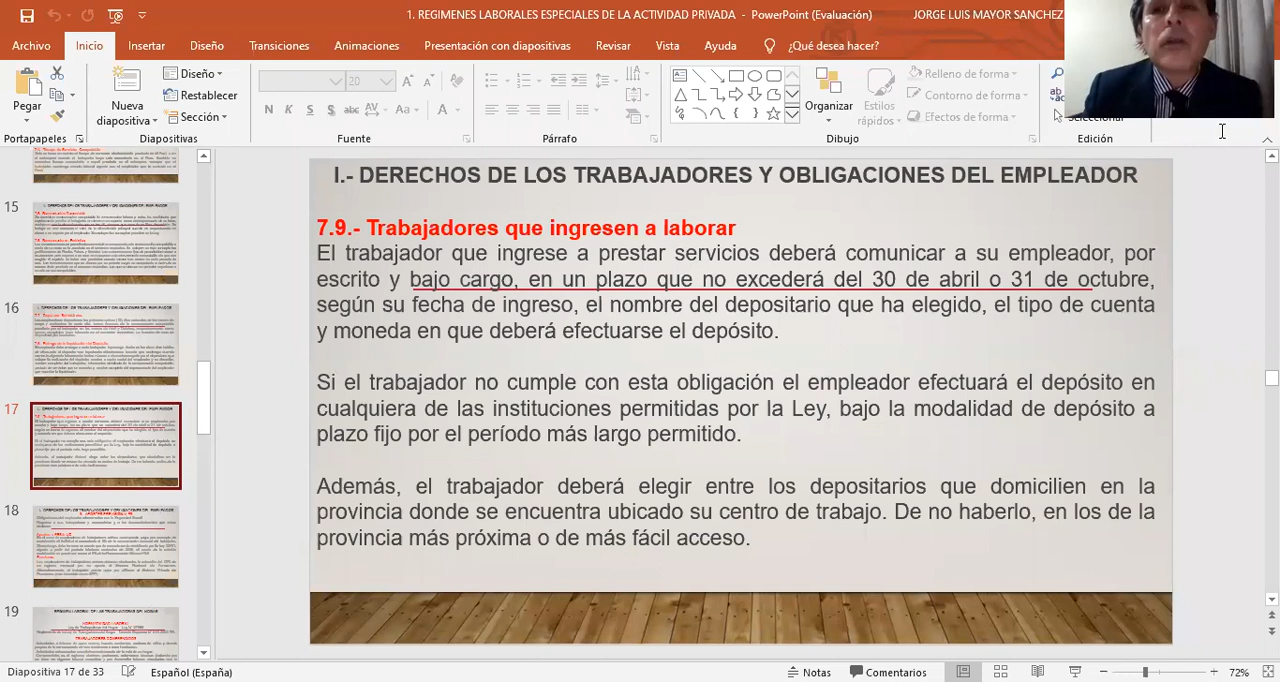 1. REGIMENES LABORALES ESPECIALES DE LA ACTIVIDAD PRIVADA - PowerPoint (Evaluación)
JORGE LUIS MAYOR SANCHEZ
Archivo
Inicio
Insertar
Diseño
Transiciones
Animaciones
Presentación con diapositivas
Revisar
Vista
Ayuda
¿Qué desea hacer?
Pegar
Nueva diapositiva
Diseño
Restablecer
Sección
20
N K S S abc AV Aa A
Organizar
Estilos rápidos
Relleno de forma
Contorno de forma
Efectos de forma
Seleccionar
Portapapeles
Diapositivas
Fuente
Párrafo
Dibujo
Edición
15
16
17
18
19
I.- DERECHOS DE LOS TRABAJADORES Y OBLIGACIONES DEL EMPLEADOR
7.9.- Trabajadores que ingresen a laborar
El trabajador que ingrese a prestar servicios deberá comunicar a su empleador, por
escrito y bajo cargo, en un plazo que no excederá del 30 de abril o 31 de octubre,
según su fecha de ingreso, el nombre del depositario que ha elegido, el tipo de cuenta
y moneda en que deberá efectuarse el depósito.
Si el trabajador no cumple con esta obligación el empleador efectuará el depósito en
cualquiera de las instituciones permitidas por la Ley, bajo la modalidad de depósito a
plazo fijo por el período más largo permitido.
Además, el trabajador deberá elegir entre los depositarios que domicilien en la
provincia donde se encuentra ubicado su centro de trabajo. De no haberlo, en los de la
provincia más próxima o de más fácil acceso.
Diapositiva 17 de 33
Español (España)
Notas
Comentarios
72%